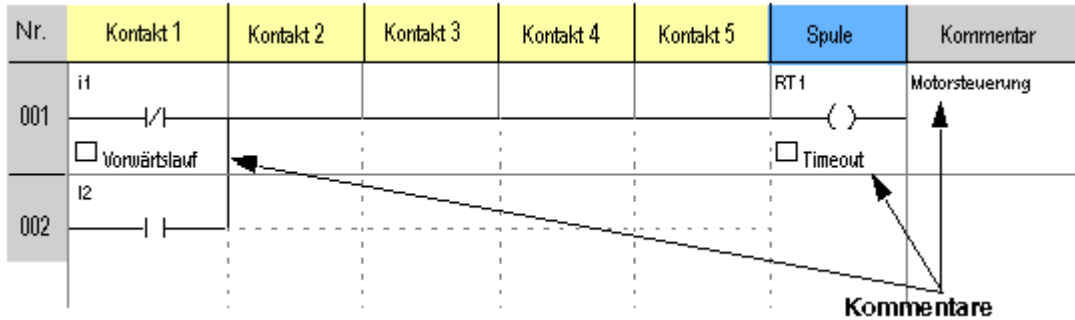 Nr. Kontakt 1 Kontakt 2 Kontakt 3 Kontakt 4 Kontakt 5 Spule Kommentar
i1 RT1 Motorsteuerung
001
Vorwärtslauf Timeout
I2
002
Kommentare